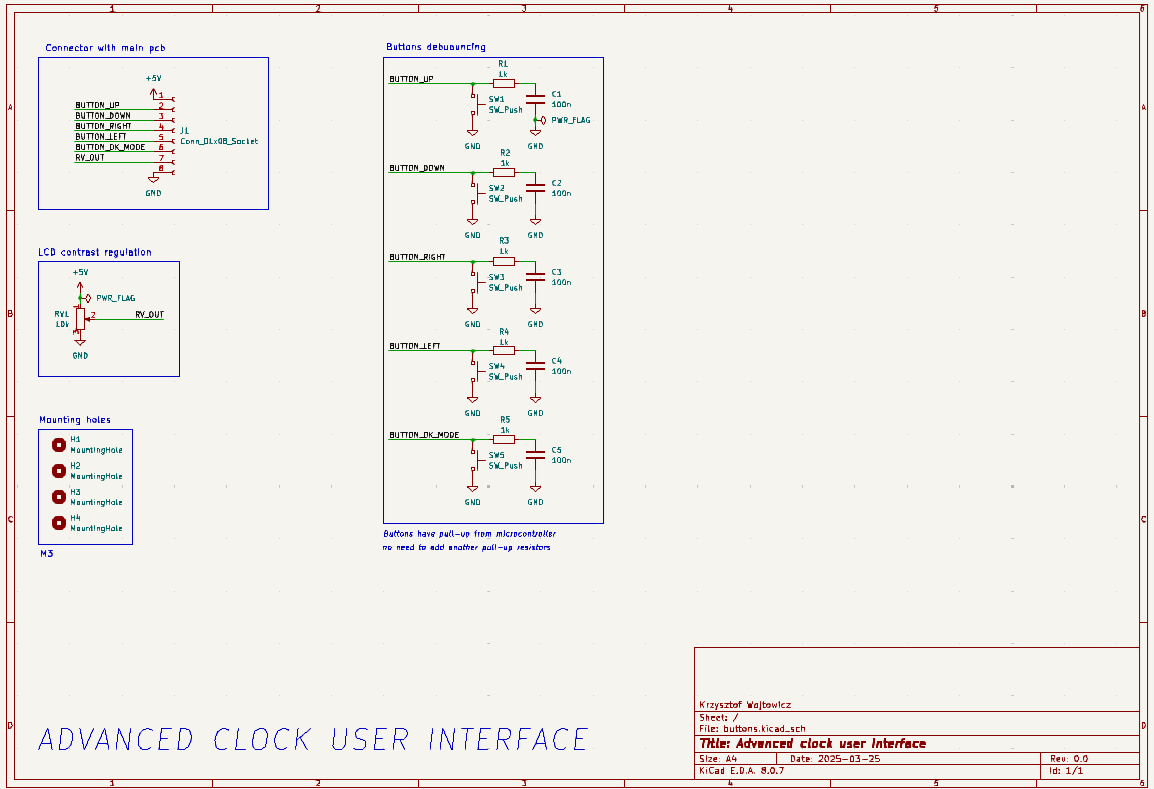 1 2 3 4 5 6
Connector with main pcb
+5V
1
BUTTON_UP 2
BUTTON_DOWN 3
BUTTON_RIGHT 4
BUTTON_LEFT 5
BUTTON_OK_MODE 6
RV_OUT 7
8
J1
Conn_01x08_Socket
GND
LCD contrast regulation
+5V
PWR_FLAG
RV1
10k
1
2
3
RV_OUT
GND
Mounting holes
H1
MountingHole
H2
MountingHole
H3
MountingHole
H4
MountingHole
M3
Buttons debuouncing
BUTTON_UP
R1
1k
SW1
SW_Push
C1
100n
PWR_FLAG
GND GND
BUTTON_DOWN
R2
1k
SW2
SW_Push
C2
100n
GND GND
BUTTON_RIGHT
R3
1k
SW3
SW_Push
C3
100n
GND GND
BUTTON_LEFT
R4
1k
SW4
SW_Push
C4
100n
GND GND
BUTTON_OK_MODE
R5
1k
SW5
SW_Push
C5
100n
GND GND
Buttons have pull-up from microcontroller
no need to add another pull-up resistors
A A
B B
C C
D D
ADVANCED CLOCK USER INTERFACE
Krzysztof Wojtowicz
Sheet: /
File: buttons.kicad_sch
Title: Advanced clock user interface
Size: A4 Date: 2025-03-25 Rev: 0.0
KiCad E.D.A. 8.0.7 Id: 1/1
1 2 3 4 5 6